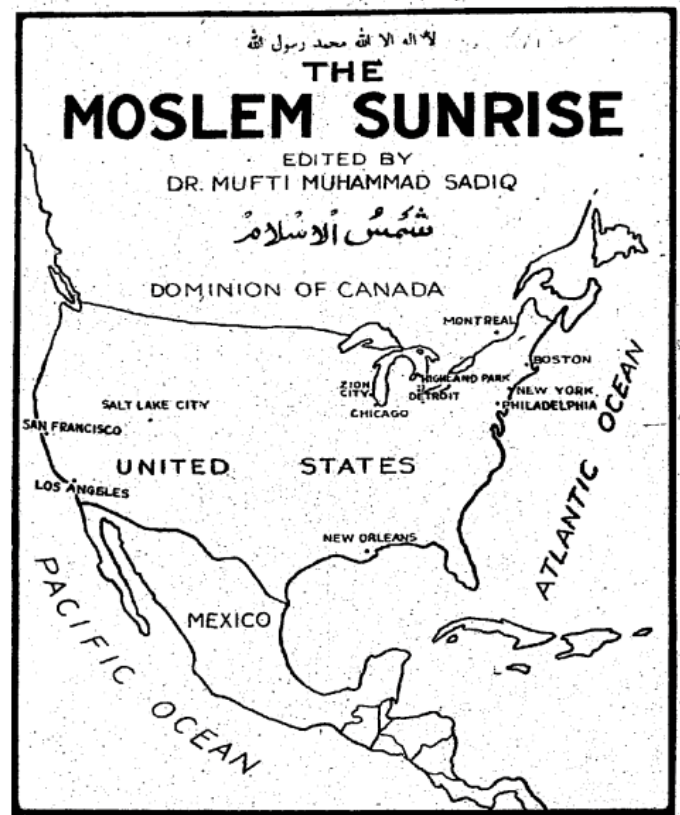 لا اله الا الله محمد رسول الله
THE
MOSLEM SUNRISE
EDITED BY
DR. MUFTI MUHAMMAD SADIQ
شَمْسُ الْاِسْلَامْ
DOMINION OF CANADA
MONTREAL
BOSTON
HIGHLAND PARK
ZION
CITY
DETROIT
NEW YORK
CHICAGO
PHILADELPHIA
SALT LAKE CITY
SAN FRANCISCO
UNITED STATES
LOS ANGELES
NEW ORLEANS
ATLANTIC OCEAN
MEXICO
PACIFIC OCEAN